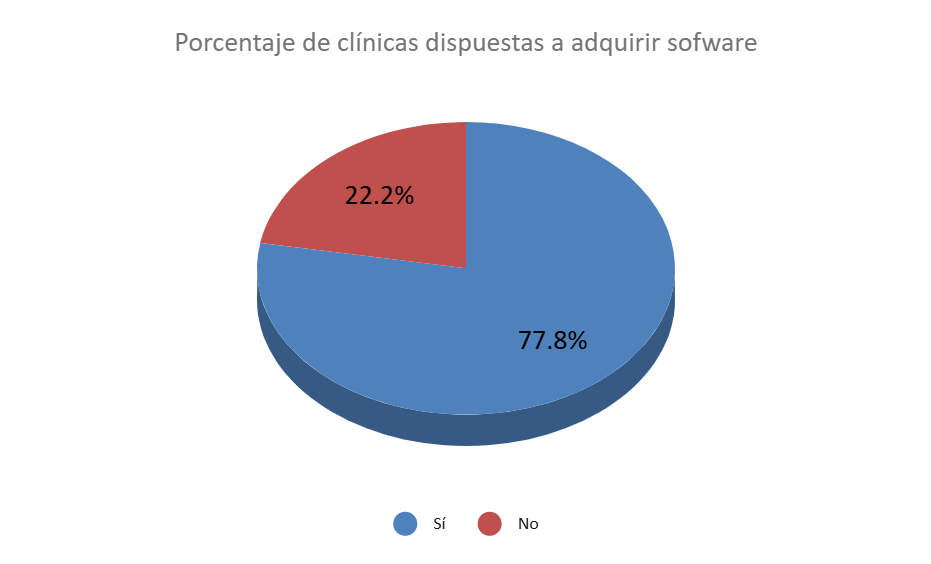 Porcentaje de clínicas dispuestas a adquirir sofware
22.2%
77.8%
Sí No